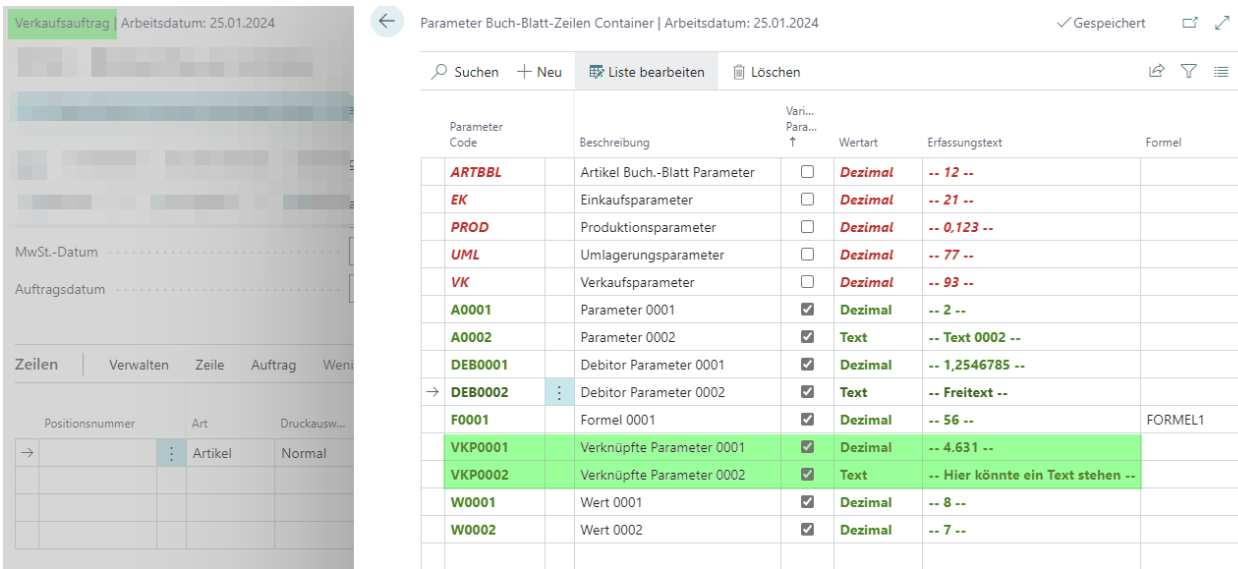 Verkaufsauftrag | Arbeitsdatum: 25.01.2024
MwSt.-Datum
Auftragsdatum
Zeilen Verwalten Zeile Auftrag Weni
Positionsnummer Art Druckausw...
Artikel Normal
Parameter Buch-Blatt-Zeilen Container | Arbeitsdatum: 25.01.2024 Gespeichert
Suchen Neu Liste bearbeiten Löschen
Parameter Code Beschreibung Vari... Para... Wertart Erfassungstext Formel
ARTBBL Artikel Buch.-Blatt Parameter Dezimal -- 12 --
EK Einkaufsparameter Dezimal -- 21 --
PROD Produktionsparameter Dezimal -- 0,123 --
UML Umlagerungsparameter Dezimal -- 77 --
VK Verkaufsparameter Dezimal -- 93 --
A0001 Parameter 0001 Dezimal -- 2 --
A0002 Parameter 0002 Text -- Text 0002 --
DEB0001 Debitor Parameter 0001 Dezimal -- 1,2546785 --
DEB0002 Debitor Parameter 0002 Text -- Freitext --
F0001 Formel 0001 Dezimal -- 56 -- FORMEL1
VKP0001 Verknüpfte Parameter 0001 Dezimal -- 4.631 --
VKP0002 Verknüpfte Parameter 0002 Text -- Hier könnte ein Text stehen --
W0001 Wert 0001 Dezimal -- 8 --
W0002 Wert 0002 Dezimal -- 7 --